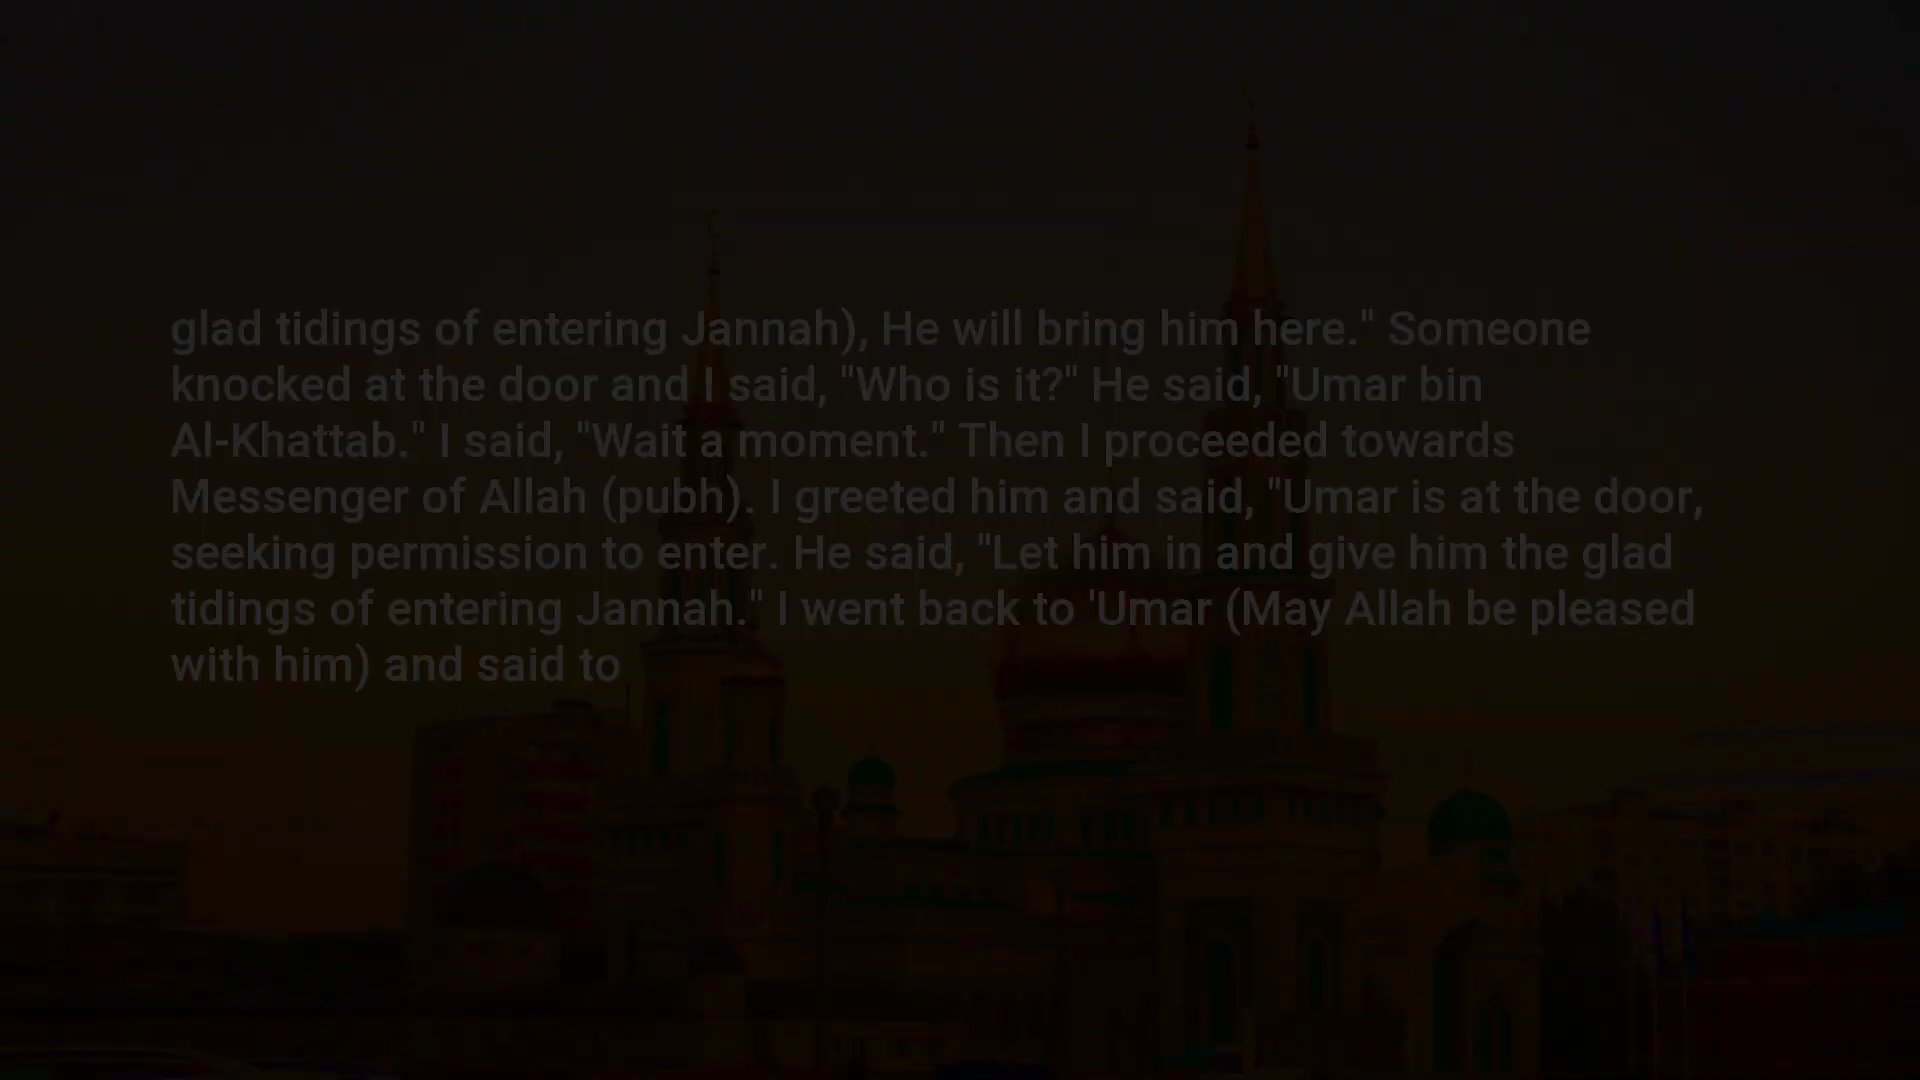 glad tidings of entering Jannah), He will bring him here." Someone
knocked at the door and I said, "Who is it?" He said, "Umar bin
Al-Khattab." I said, "Wait a moment." Then I proceeded towards
Messenger of Allah (pubh). I greeted him and said, "Umar is at the door,
seeking permission to enter. He said, "Let him in and give him the glad
tidings of entering Jannah." I went back to 'Umar (May Allah be pleased
with him) and said to